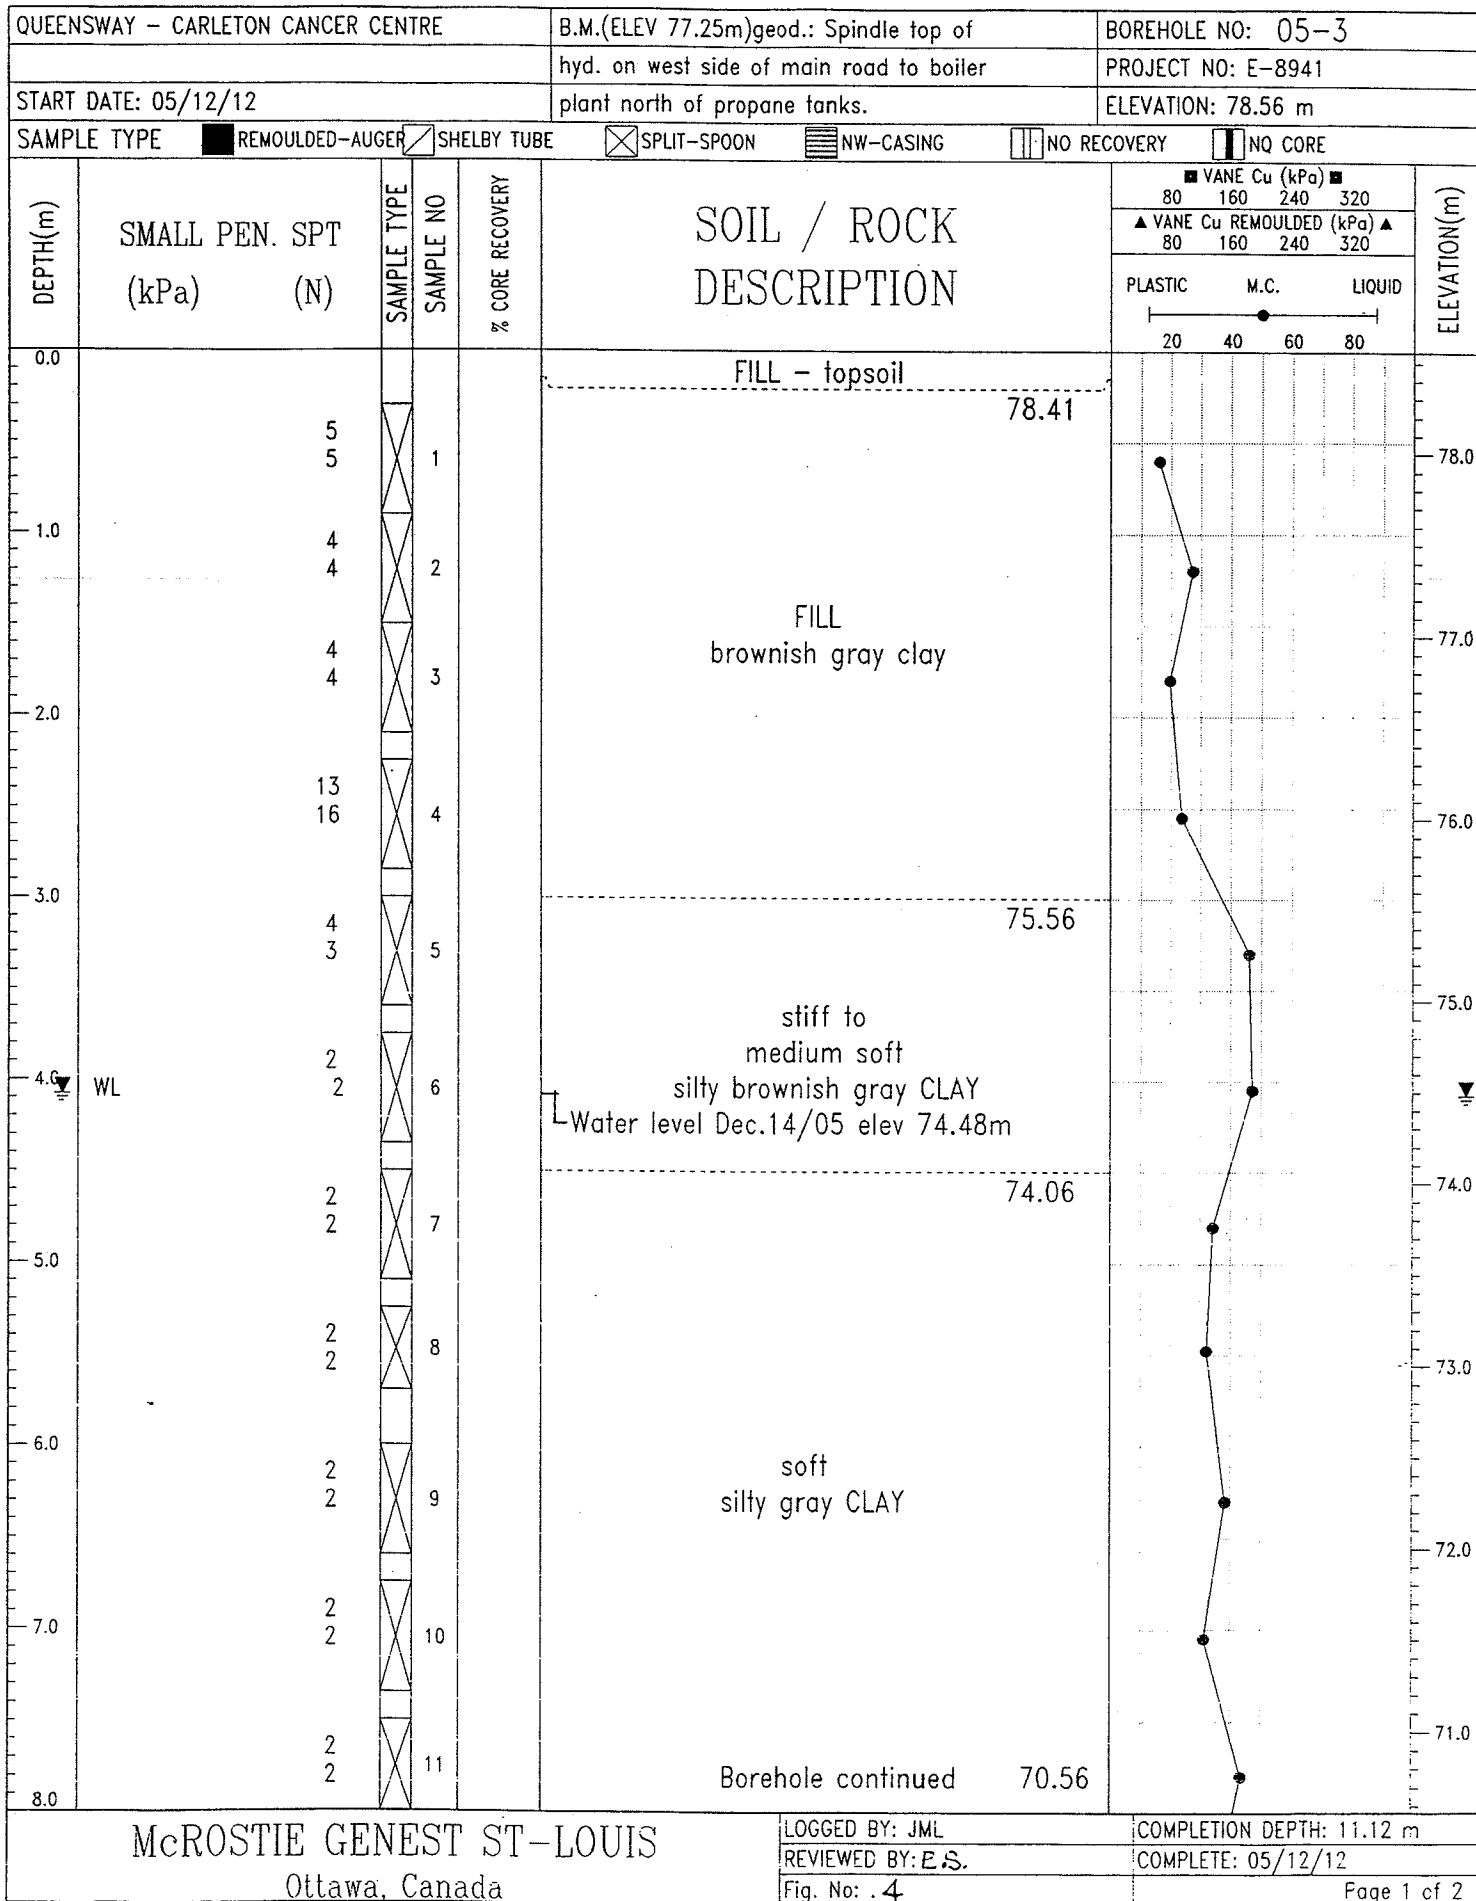 QUEENSWAY - CARLETON CANCER CENTRE
B.M.(ELEV 77.25m)geod.: Spindle top of
BOREHOLE NO: 05-3
hyd. on west side of main road to boiler
PROJECT NO: E-8941
START DATE: 05/12/12
plant north of propane tanks.
ELEVATION: 78.56 m
SAMPLE TYPE REMOULDED-AUGER SHELBY TUBE SPLIT-SPOON NW-CASING NO RECOVERY NQ CORE
DEPTH(m)
SMALL PEN. SPT
(kPa) (N)
SAMPLE TYPE
SAMPLE NO
% CORE RECOVERY
SOIL / ROCK
DESCRIPTION
■ VANE Cu (kPa) ■
80 160 240 320
▲ VANE Cu REMOULDED (kPa) ▲
80 160 240 320
PLASTIC M.C. LIQUID
20 40 60 80
ELEVATION(m)
0.0
FILL - topsoil
78.41
5
5 1
78.0
1.0
4
4 2
FILL
brownish gray clay
77.0
4
4 3
2.0
13
16 4
76.0
3.0
75.56
4
3 5
75.0
stiff to
medium soft
silty brownish gray CLAY
2
4.0 WL 2 6
Water level Dec.14/05 elev 74.48m
74.06
74.0
2
2 7
5.0
2
2 8
73.0
6.0
soft
silty gray CLAY
2
2 9
72.0
2
7.0
2 10
71.0
2
2 11
Borehole continued 70.56
8.0
McROSTIE GENEST ST-LOUIS
Ottawa, Canada
LOGGED BY: JML
COMPLETION DEPTH: 11.12 m
REVIEWED BY: E.S.
COMPLETE: 05/12/12
Fig. No: .4
Page 1 of 2